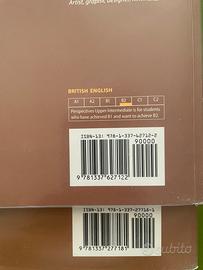 Artist, graphic designer,
BRITISH ENGLISH
A1 A2 B1 B2 C1 C2
Perspectives Upper Intermediate is for students
who have achieved B1 and want to achieve B2.
ISBN-13: 978-1-337-62712-2
90000
9 781337 627122
ISBN-13: 978-1-337-27718-1
90000
9 781337 277181
subito